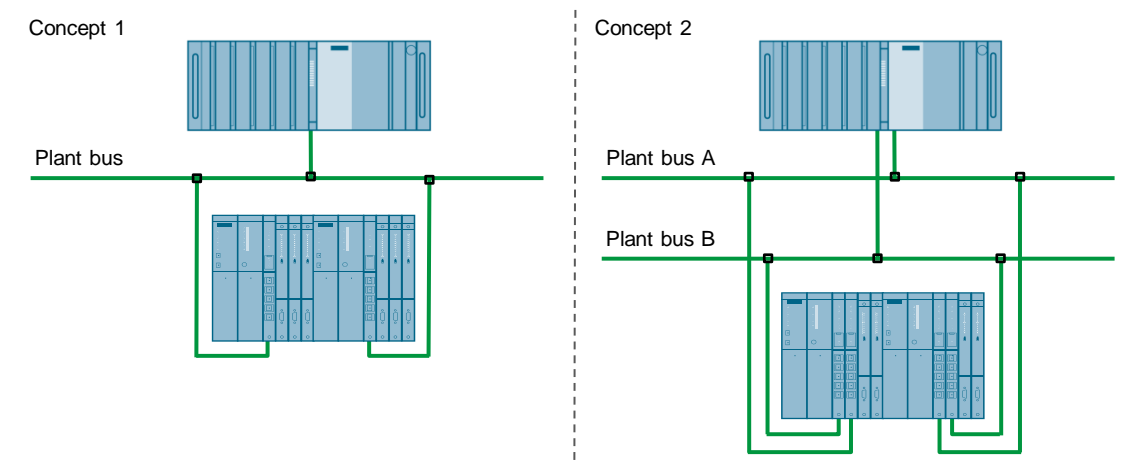 Concept 1
Plant bus
Concept 2
Plant bus A
Plant bus B